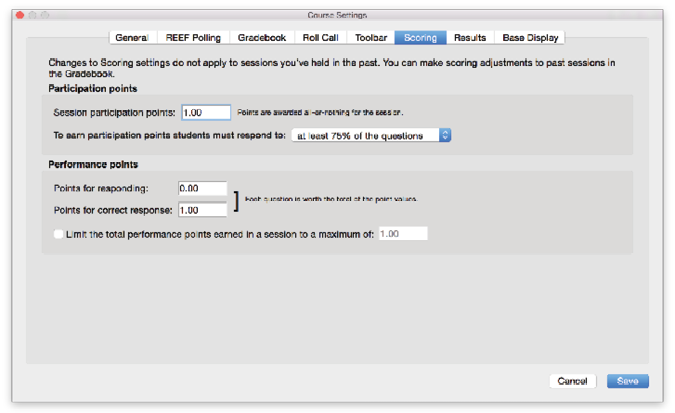 Course Settings
General REEF Polling Gradebook Roll Call Toolbar Scoring Results Base Display
Changes to Scoring settings do not apply to sessions you've held in the past. You can make scoring adjustments to past sessions in
the Gradebook.
Participation points
Session participation points: 1.00 Points are awarded all-or-nothing for the session.
To earn participation points students must respond to: at least 75% of the questions
Performance points
Points for responding: 0.00
Each question is worth the total of the point values.
Points for correct response: 1.00
Limit the total performance points earned in a session to a maximum of: 1.00
Cancel Save